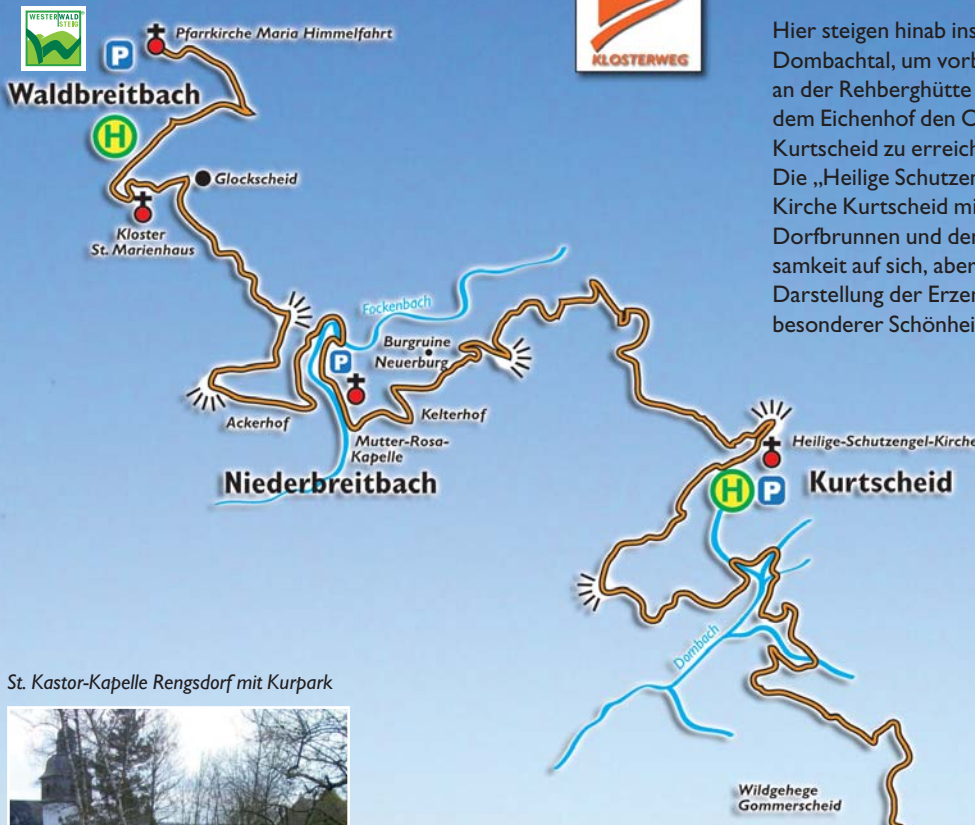 WESTERWALD
STEIG
P
Pfarrkirche Maria Himmelfahrt
Waldbreitbach
H
Glockscheid
Kloster
St. Marienhaus
KLOSTERWEG
Hier steigen hinab ins
Dombachtal, um vorb
an der Rehberghütte
dem Eichenhof den O
Kurtscheid zu erreich
Die „Heilige Schutzen
Kirche Kurtscheid mi
Dorfbrunnen und der
samkeit auf sich, aber
Darstellung der Erzen
besonderer Schönhei
Fockenbach
Burgruine
Neuerburg
P
Ackerhof
Kelterhof
Mutter-Rosa-
Kapelle
Niederbreitbach
Heilige-Schutzengel-Kirche
H P Kurtscheid
Dombach
St. Kastor-Kapelle Rengsdorf mit Kurpark
Wildgehege
Gommerscheid